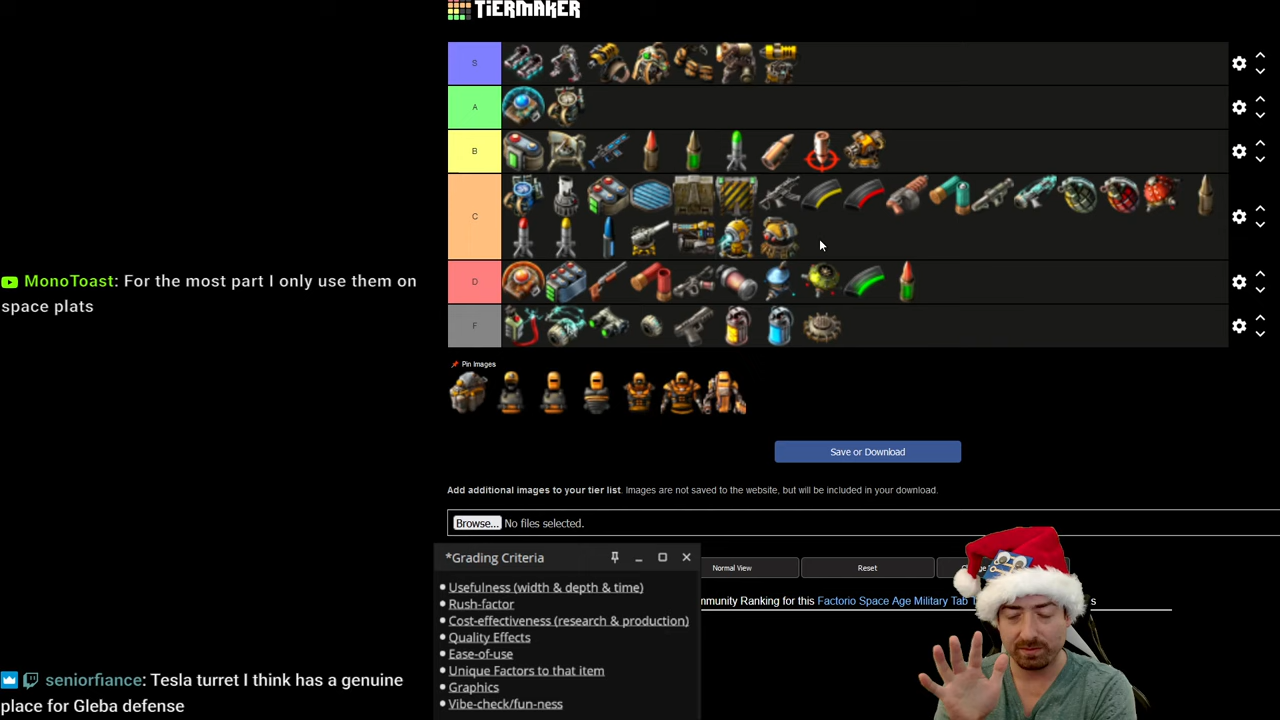 TIERMAKER
S
A
B
C
D
F
MonoToast: For the most part I only use them on
space plats
📌 Pin Images
Save or Download
Add additional images to your tier list. Images are not saved to the website, but will be included in your download.
Browse... No files selected.
*Grading Criteria
Usefulness (width & depth & time)
Rush-factor
Cost-effectiveness (research & production)
Quality Effects
Ease-of-use
Unique Factors to that item
Graphics
Vibe-check/fun-ness
Normal View
Reset
mmunity Ranking for this Factorio Space Age Military Tab
seniorfiance: Tesla turret I think has a genuine
place for Gleba defense